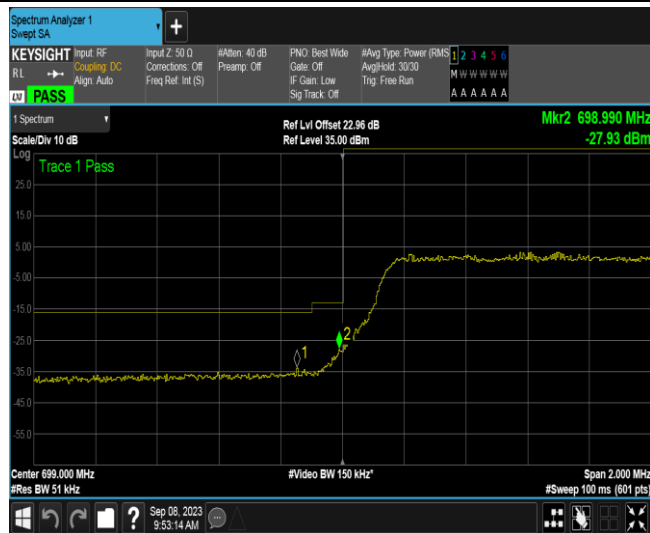 Spectrum Analyzer 1
Swept SA
+
KEYSIGHT
RL
LXI
PASS
Input: RF
Coupling: DC
Align: Auto
Input Z: 50 Ω
Corrections: Off
Freq Ref: Int (S)
#Atten: 40 dB
Preamp: Off
PNO: Best Wide
Gate: Off
IF Gain: Low
Sig Track: Off
#Avg Type: Power (RMS
Avg|Hold: 30/30
Trig: Free Run
1 2 3 4 5 6
M W W W W W
A A A A A A
1 Spectrum
Scale/Div 10 dB
Ref Lvl Offset 22.96 dB
Ref Level 35.00 dBm
Mkr2 698.990 MHz
-27.93 dBm
Log
Trace 1 Pass
25.0
15.0
5.00
-5.00
-15.0
-25.0
-35.0
-45.0
-55.0
1
2
Center 699.000 MHz
#Res BW 51 kHz
#Video BW 150 kHz*
Span 2.000 MHz
#Sweep 100 ms (601 pts)
?
Sep 08, 2023
9:53:14 AM